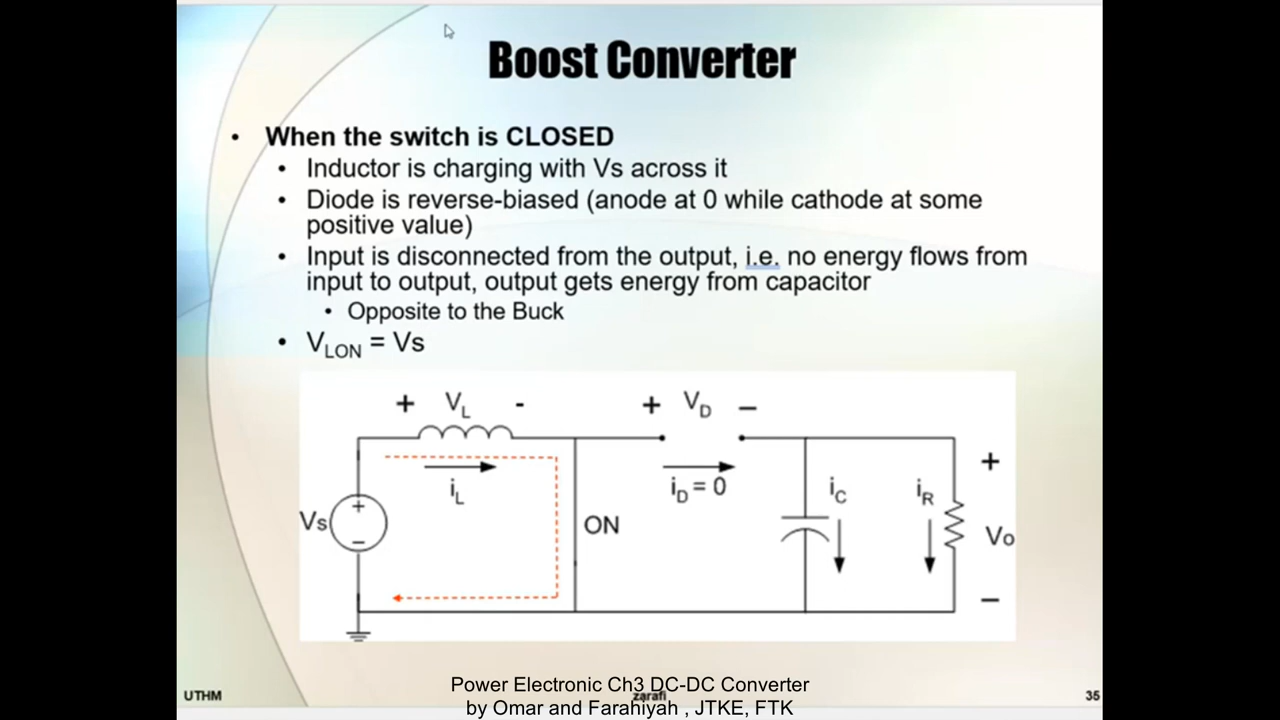 Boost Converter
• When the switch is CLOSED
• Inductor is charging with Vs across it
• Diode is reverse-biased (anode at 0 while cathode at some
positive value)
• Input is disconnected from the output, i.e. no energy flows from
input to output, output gets energy from capacitor
• Opposite to the Buck
• VLON = Vs
+ VL - + VD −
+
iL iD = 0 iC iR
Vs + − ON Vo
−
Power Electronic Ch3 DC-DC Converter
UTHM zarafi 35
by Omar and Farahiyah , JTKE, FTK